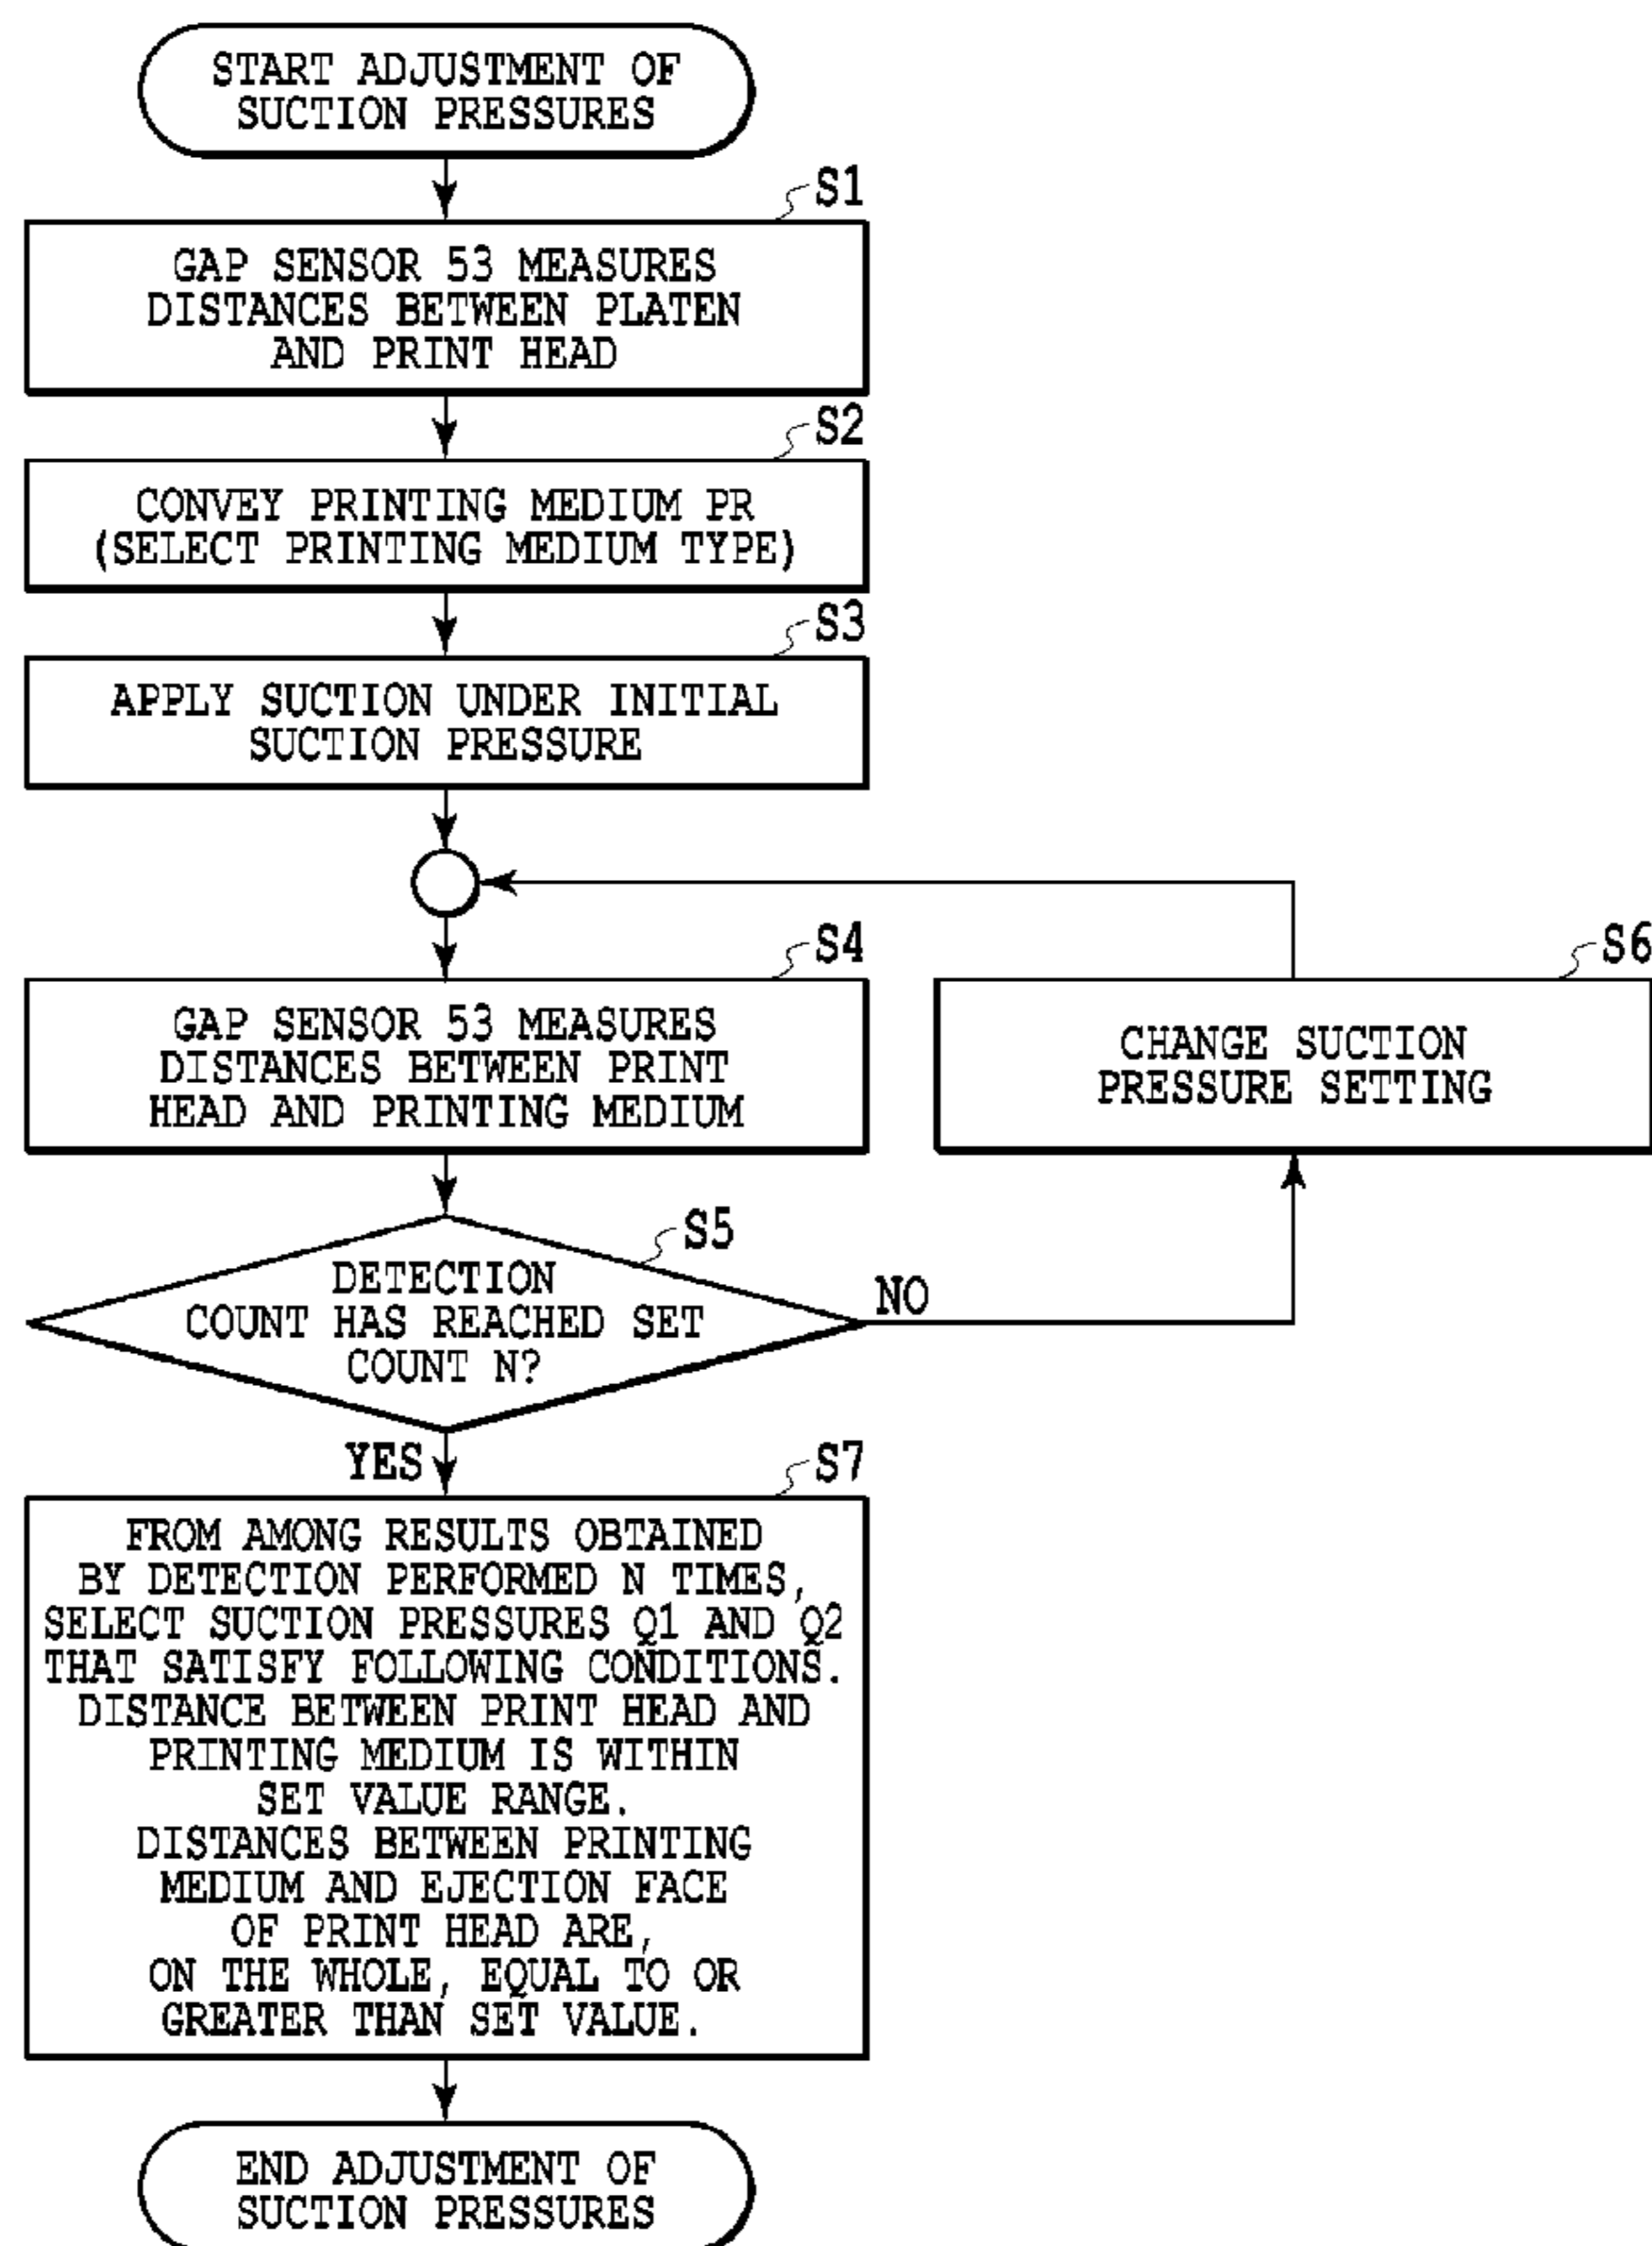 START ADJUSTMENT OF
SUCTION PRESSURES
S1
GAP SENSOR 53 MEASURES
DISTANCES BETWEEN PLATEN
AND PRINT HEAD
S2
CONVEY PRINTING MEDIUM PR
(SELECT PRINTING MEDIUM TYPE)
S3
APPLY SUCTION UNDER INITIAL
SUCTION PRESSURE
S4
GAP SENSOR 53 MEASURES
DISTANCES BETWEEN PRINT
HEAD AND PRINTING MEDIUM
S6
CHANGE SUCTION
PRESSURE SETTING
S5
DETECTION
COUNT HAS REACHED SET
COUNT N?
NO
YES
S7
FROM AMONG RESULTS OBTAINED
BY DETECTION PERFORMED N TIMES,
SELECT SUCTION PRESSURES Q1 AND Q2
THAT SATISFY FOLLOWING CONDITIONS.
DISTANCE BETWEEN PRINT HEAD AND
PRINTING MEDIUM IS WITHIN
SET VALUE RANGE.
DISTANCES BETWEEN PRINTING
MEDIUM AND EJECTION FACE
OF PRINT HEAD ARE,
ON THE WHOLE, EQUAL TO OR
GREATER THAN SET VALUE.
END ADJUSTMENT OF
SUCTION PRESSURES